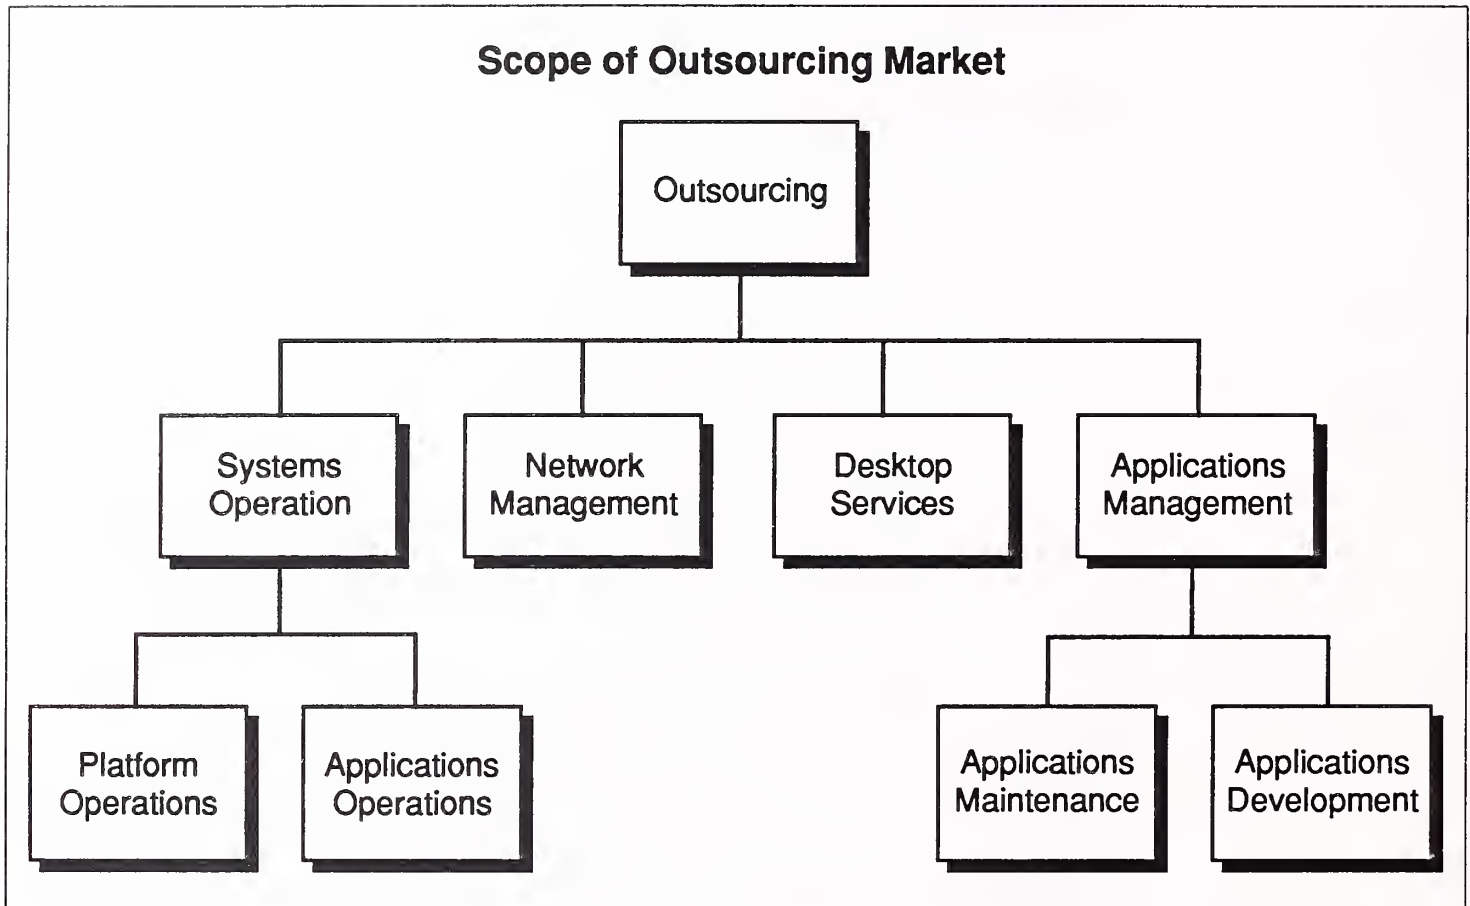 Scope of Outsourcing Market
Outsourcing
Systems
Operation
Network
Management
Desktop
Services
Applications
Management
Platform
Operations
Applications
Operations
Applications
Maintenance
Applications
Development